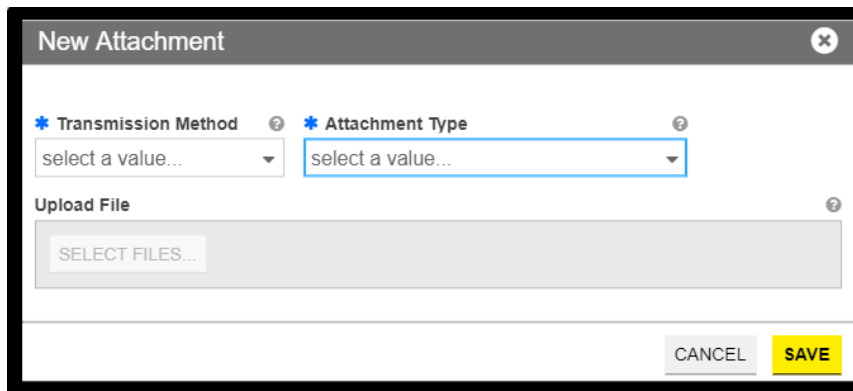 New Attachment
✱ Transmission Method
✱ Attachment Type
select a value...
select a value...
Upload File
SELECT FILES...
CANCEL
SAVE